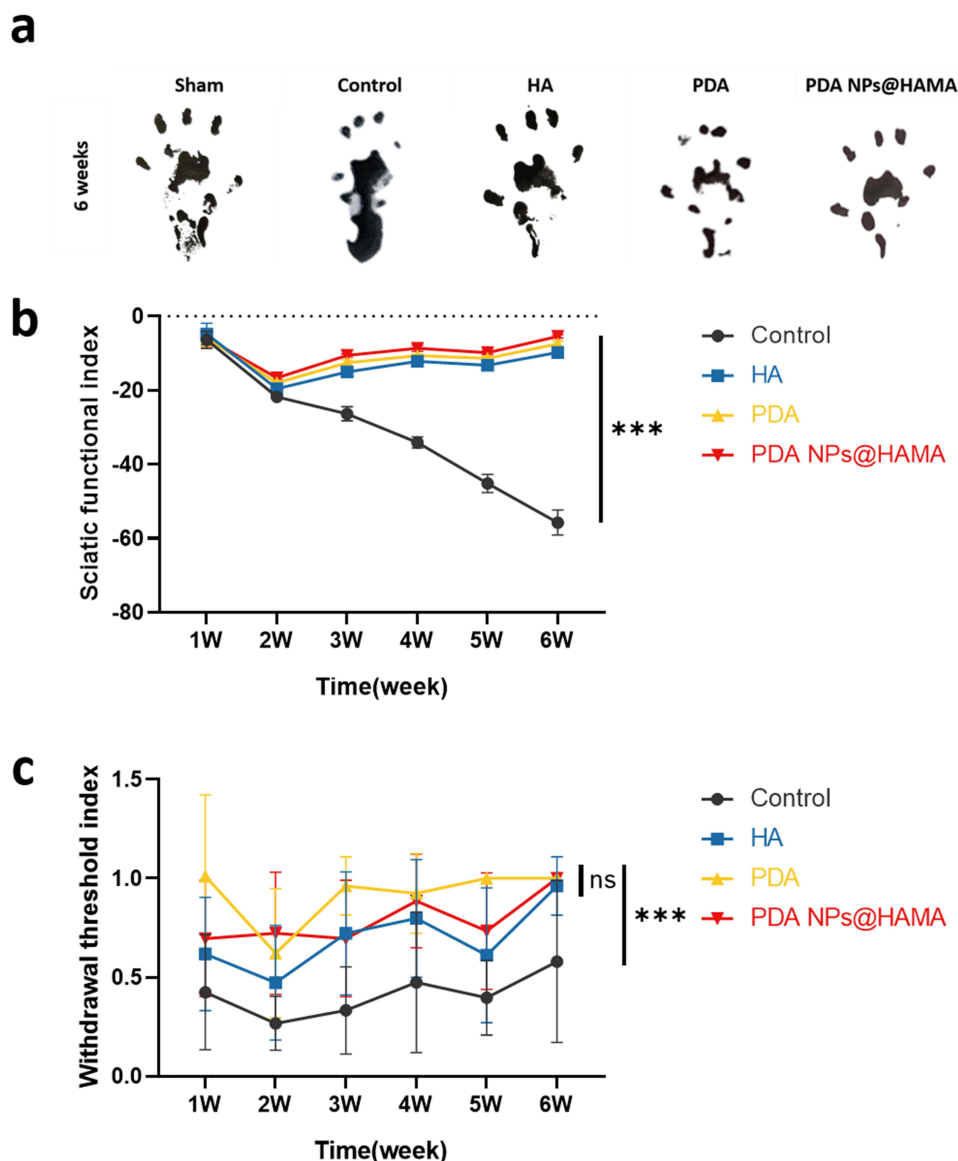 a
Sham Control HA PDA PDA NPs@HAMA
6 weeks
b
Sciatic functional index
0
-20
-40
-60
-80
1W 2W 3W 4W 5W 6W
Time(week)
***
Control
HA
PDA
PDA NPs@HAMA
c
Withdrawal threshold index
1.5
1.0
0.5
0.0
1W 2W 3W 4W 5W 6W
Time(week)
ns
***
Control
HA
PDA
PDA NPs@HAMA